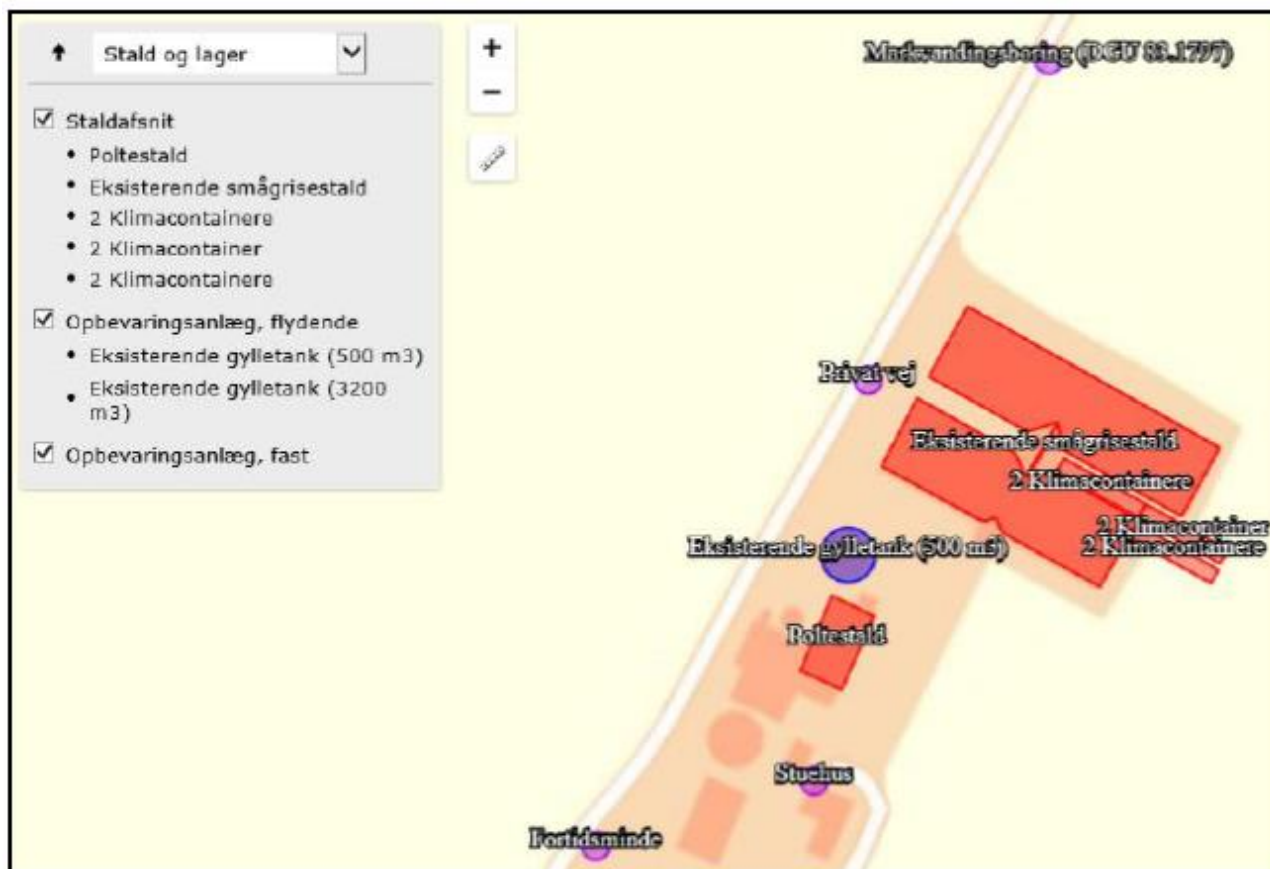 Stald og lager
Staldafsnit
Poltestald
Eksisterende smågrisestald
2 Klimacontainere
2 Klimacontainer
2 Klimacontainere
Opbevaringsanlæg, flydende
Eksisterende gylletank (500 m3)
Eksisterende gylletank (3200
m3)
Opbevaringsanlæg, fast
+
−
Markvandingsboring (DGU 83.1797)
Privat vej
Eksisterende smågrisestald
2 Klimacontainere
2 Klimacontainer
2 Klimacontainere
Eksisterende gylletank (500 m3)
Poltestald
Stuehus
Fortidsminde